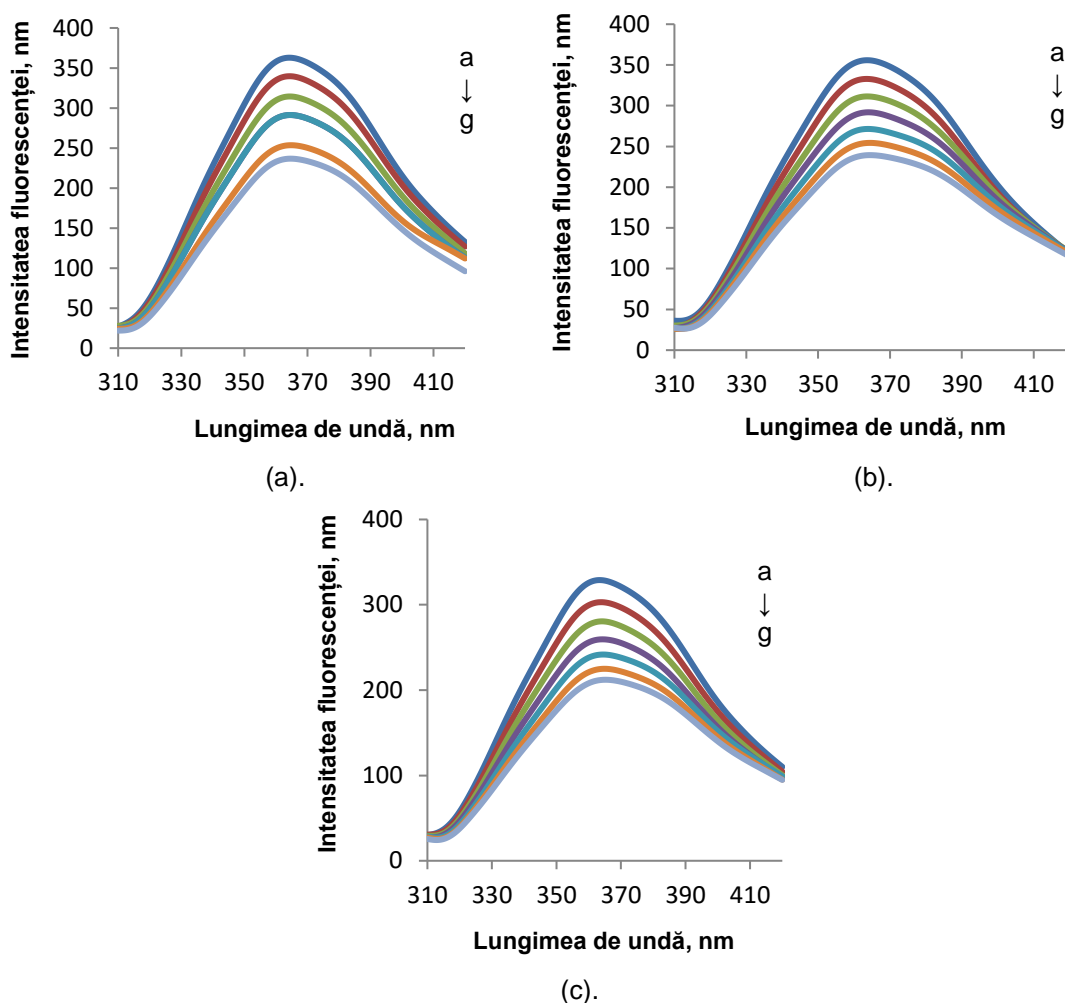 Intensitatea fluorescenței, nm
400
350
300
250
200
150
100
50
0
a
↓
g
310 330 350 370 390 410
Lungimea de undă, nm
(a).
Intensitatea fluorescenței, nm
400
350
300
250
200
150
100
50
0
a
↓
g
310 330 350 370 390 410
Lungimea de undă, nm
(b).
Intensitatea fluorescenței, nm
400
300
200
100
0
a
↓
g
310 330 350 370 390 410
Lungimea de undă, nm
(c).